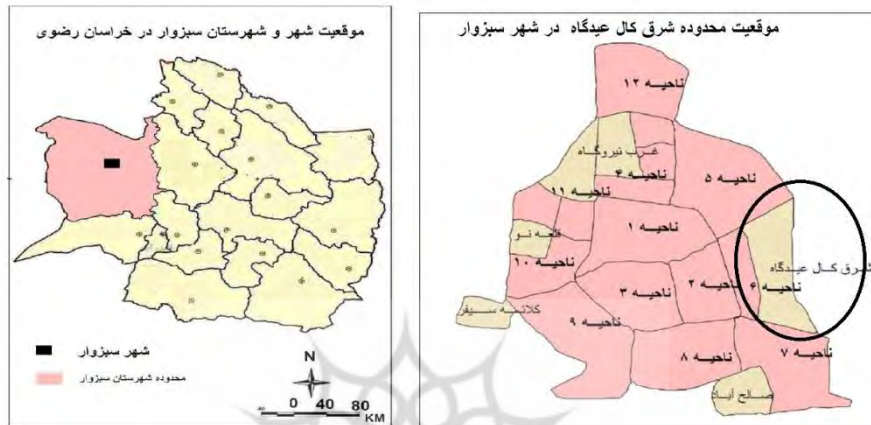 موقعیت شهر و شهرستان سبزوار در خراسان رضوی
شهر سبزوار
محدوده شهرستان سبزوار
N
0 40 80
KM
موقعیت محدوده شرق کال عیدگاه در شهر سبزوار
ناحیه ۱۲
غرب نیروگاه
ناحیه ۴
ناحیه ۵
ناحیه ۱۱
ناحیه ۱
قلعه نو
شرق کال عیدگاه
ناحیه ۱۰
ناحیه ۲
ناحیه ۶
ناحیه ۳
کلاته سیفر
ناحیه ۹
ناحیه ۸
ناحیه ۷
صالح آباد